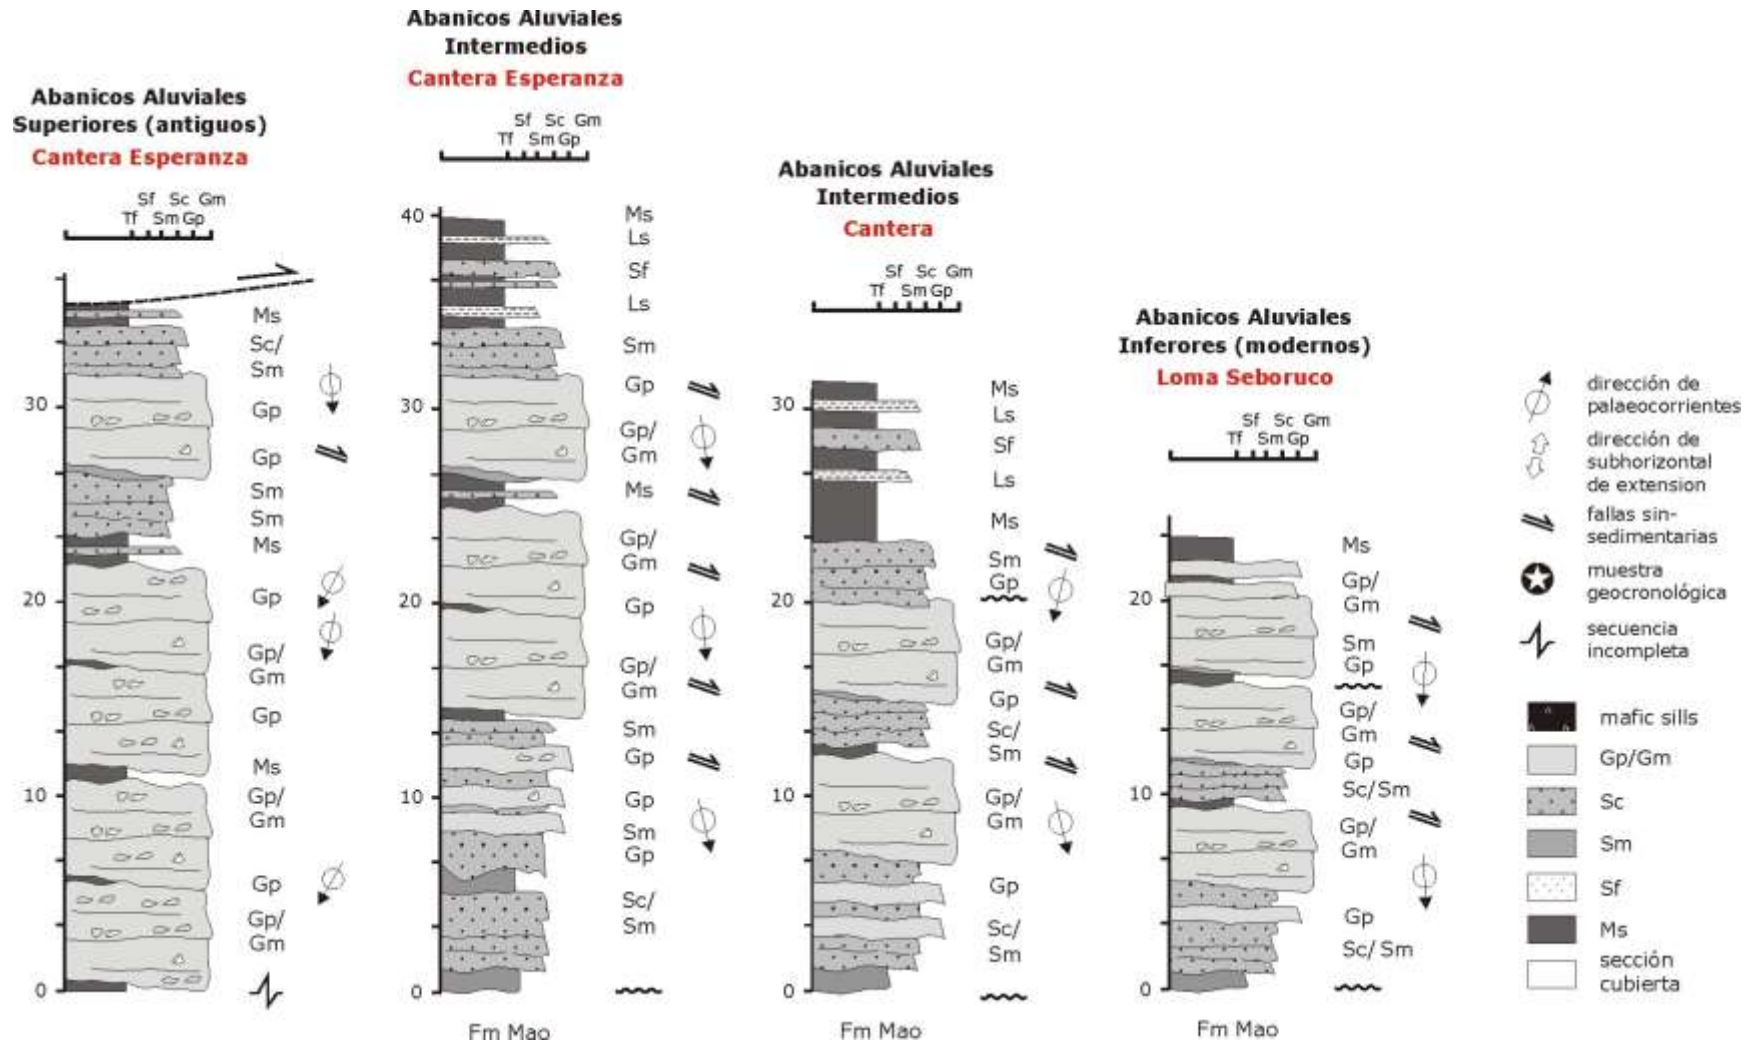 Abanicos Aluviales
Superiores (antiguos)
Cantera Esperanza
Sf Sc Gm
Tf Sm Gp
30
20
10
0
Ms
Sc/
Sm
Gp
Gp
Sm
Sm
Ms
Gp
Gp/
Gm
Gp
Ms
Gp/
Gm
Gp
Gp/
Gm
Abanicos Aluviales
Intermedios
Cantera Esperanza
Sf Sc Gm
Tf Sm Gp
40
30
20
10
0
Ms
Ls
Sf
Ls
Sm
Gp
Gp/
Gm
Ms
Gp/
Gm
Gp
Gp/
Gm
Sm
Gp
Gp
Sm
Gp
Sc/
Sm
Fm Mao
Abanicos Aluviales
Intermedios
Cantera
Sf Sc Gm
Tf Sm Gp
30
20
10
0
Ms
Ls
Sf
Ls
Ms
Sm
Gp
Gp/
Gm
Gp
Sc/
Sm
Gp/
Gm
Gp
Sc/
Sm
Fm Mao
Abanicos Aluviales
Inferores (modernos)
Loma Seboruco
Sf Sc Gm
Tf Sm Gp
20
10
0
Ms
Gp/
Gm
Sm
Gp
Gp/
Gm
Gp
Sc/Sm
Gp/
Gm
Gp
Sc/ Sm
Fm Mao
dirección de
palaeocorrientes
dirección de
subhorizontal
de extension
fallas sin-
sedimentarias
muestra
geocronológica
secuencia
incompleta
mafic sills
Gp/Gm
Sc
Sm
Sf
Ms
sección
cubierta